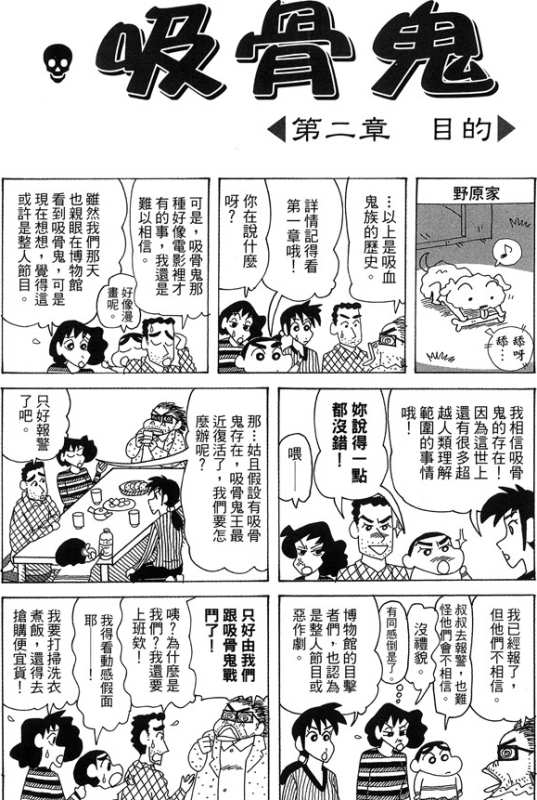 吸骨鬼
第二章 目的
野原家
♪
舔呀
舔…
…以上是吸血
鬼族的歷史。
詳情記得看
第一章哦！
你在說什麼
呀？
可是，吸骨鬼那
種好像電影裡才
有的事，我還是
難以相信。
好像漫
畫呢。
雖然我們那天
也親眼在博物館
看到吸骨鬼，可是
現在想想，覺得這
或許是整人節目。
我相信吸骨
鬼的存在！
因為這世上
還有很多超
越人類理解
範圍的事情
哦！
妳說得一點
都沒錯！
喂——
那…姑且假設有吸骨
鬼存在，吸骨鬼王最
近復活了，我們要怎
麼辦呢？
只好報警
了吧。
我已經報了，
但他們不相信。
叔叔去報警，也難
怪他們會不相信。
沒禮貌。
有同感倒是了。
博物館的目擊
者們，也認為
是整人節目或
惡作劇。
只好由我們
跟吸骨鬼戰
鬥了！
咦？為什麼是
我們？我還要
上班欸！
我得看動感假面
耶！
我要打掃洗衣
煮飯，還得去
搶購便宜貨！